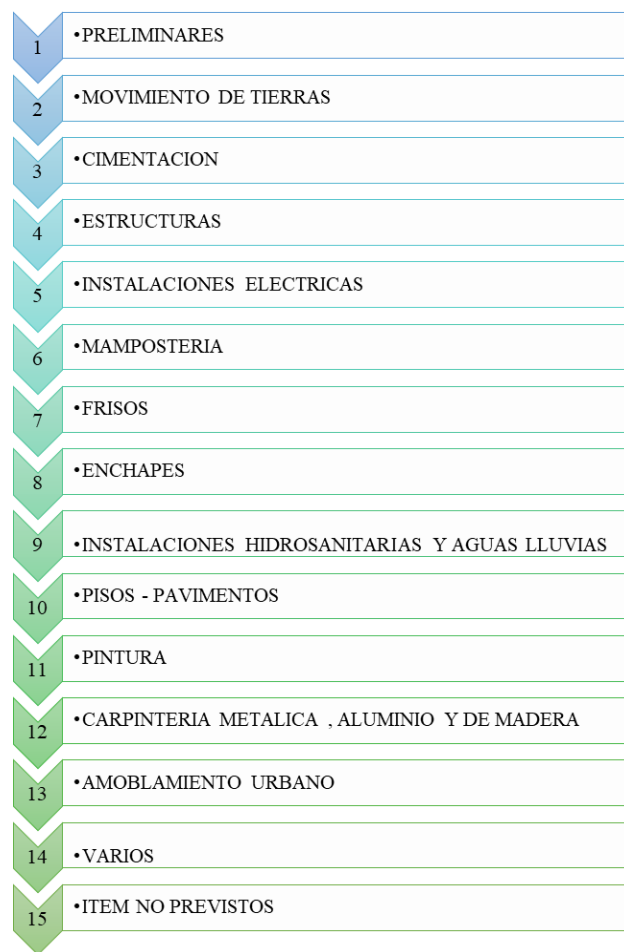 1
•PRELIMINARES
2
•MOVIMIENTO DE TIERRAS
3
•CIMENTACION
4
•ESTRUCTURAS
5
•INSTALACIONES ELECTRICAS
6
•MAMPOSTERIA
7
•FRISOS
8
•ENCHAPES
9
•INSTALACIONES HIDROSANITARIAS Y AGUAS LLUVIAS
10
•PISOS - PAVIMENTOS
11
•PINTURA
12
•CARPINTERIA METALICA , ALUMINIO Y DE MADERA
13
•AMOBLAMIENTO URBANO
14
•VARIOS
15
•ITEM NO PREVISTOS